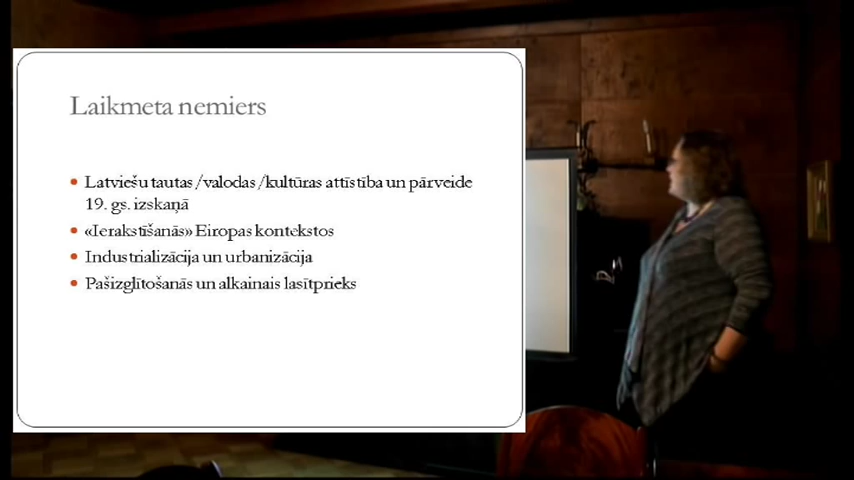 Laikmeta nemiers
Latviešu tautas/valodas/kultūras attīstība un pārveide
19. gs. izskaņā
«Ierakstīšanās» Eiropas kontekstos
Industrializācija un urbanizācija
Pašizglītošanās un alkainais lasītprieks